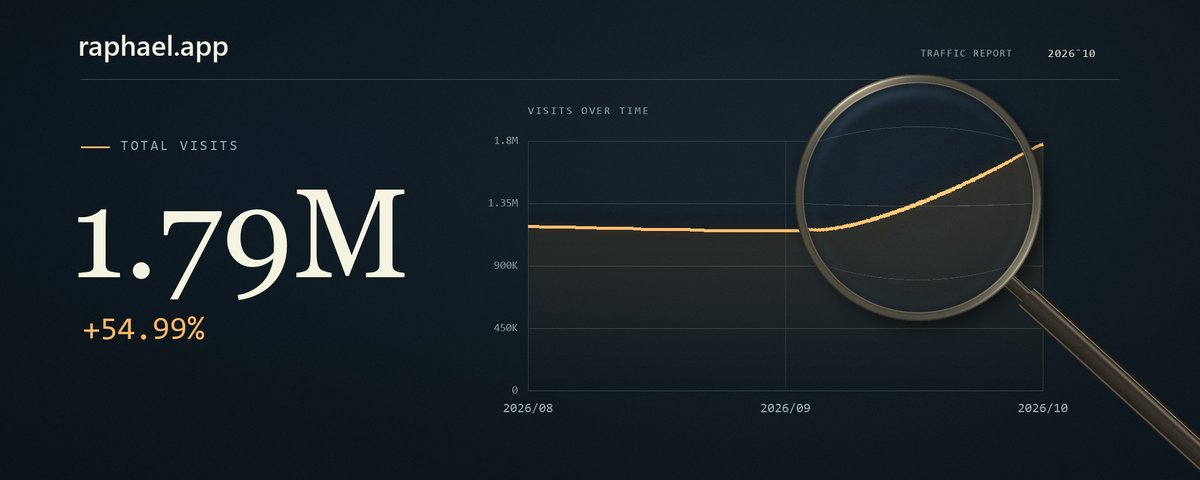 raphael.app
TRAFFIC REPORT 2026-10
VISITS OVER TIME
TOTAL VISITS
1.79M
+54.99%
1.8M
1.35M
900K
450K
0
2026/08 2026/09 2026/10